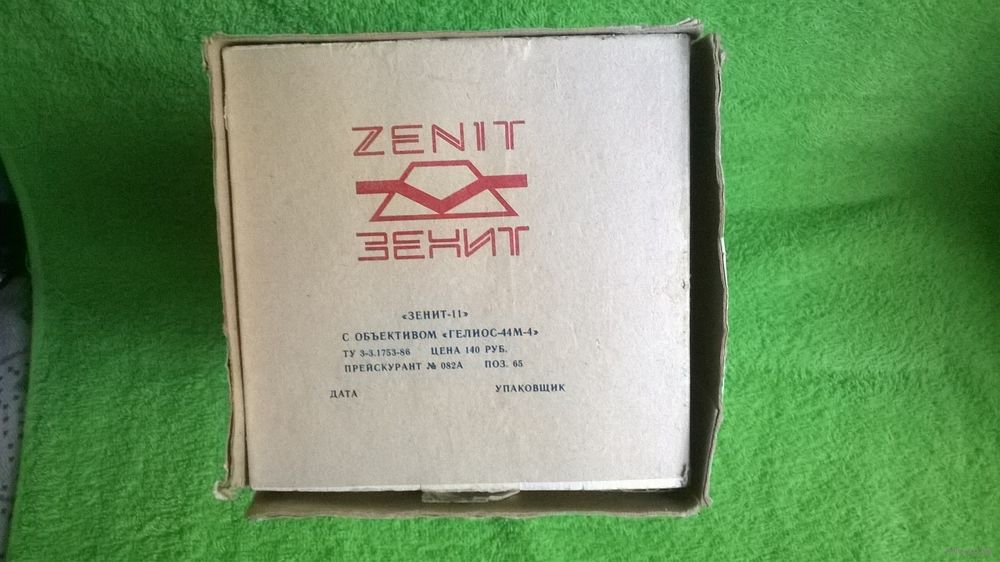 ZENIT
ЗЕНИТ
«ЗЕНИТ-11»
С ОБЪЕКТИВОМ «ГЕЛИОС-44М-4»
ТУ 3-3.1753-86 ЦЕНА 140 РУБ.
ПРЕЙСКУРАНТ № 082А ПОЗ. 65
ДАТА УПАКОВЩИК